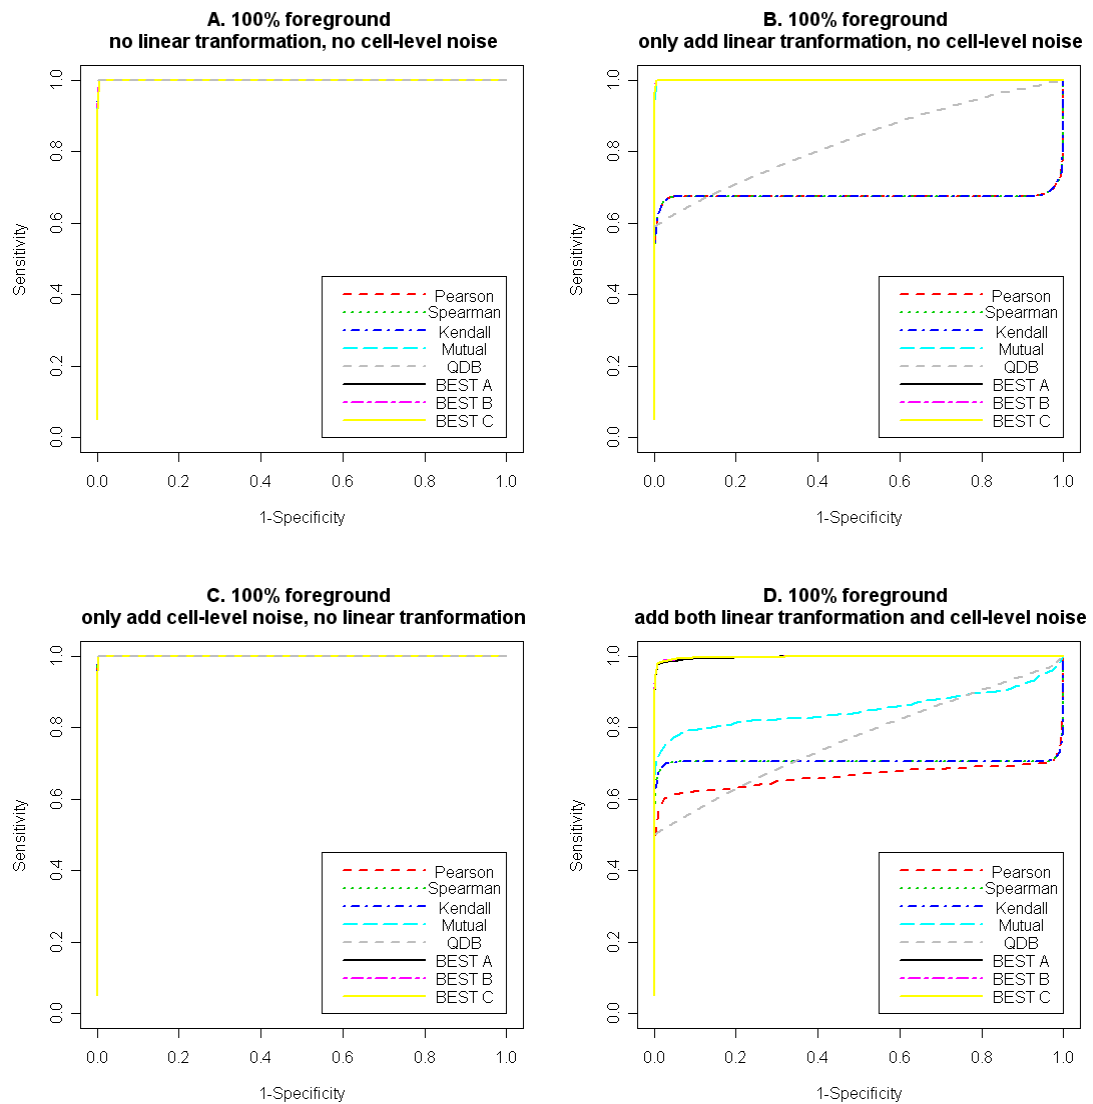 A. 100% foreground
no linear tranformation, no cell-level noise
Sensitivity
1.0
0.8
0.6
0.4
0.2
0.0
Pearson
Spearman
Kendall
Mutual
QDB
BEST A
BEST B
BEST C
0.0 0.2 0.4 0.6 0.8 1.0
1-Specificity
B. 100% foreground
only add linear tranformation, no cell-level noise
Sensitivity
1.0
0.8
0.6
0.4
0.2
0.0
Pearson
Spearman
Kendall
Mutual
QDB
BEST A
BEST B
BEST C
0.0 0.2 0.4 0.6 0.8 1.0
1-Specificity
C. 100% foreground
only add cell-level noise, no linear tranformation
Sensitivity
1.0
0.8
0.6
0.4
0.2
0.0
Pearson
Spearman
Kendall
Mutual
QDB
BEST A
BEST B
BEST C
0.0 0.2 0.4 0.6 0.8 1.0
1-Specificity
D. 100% foreground
add both linear tranformation and cell-level noise
Sensitivity
1.0
0.8
0.6
0.4
0.2
0.0
Pearson
Spearman
Kendall
Mutual
QDB
BEST A
BEST B
BEST C
0.0 0.2 0.4 0.6 0.8 1.0
1-Specificity